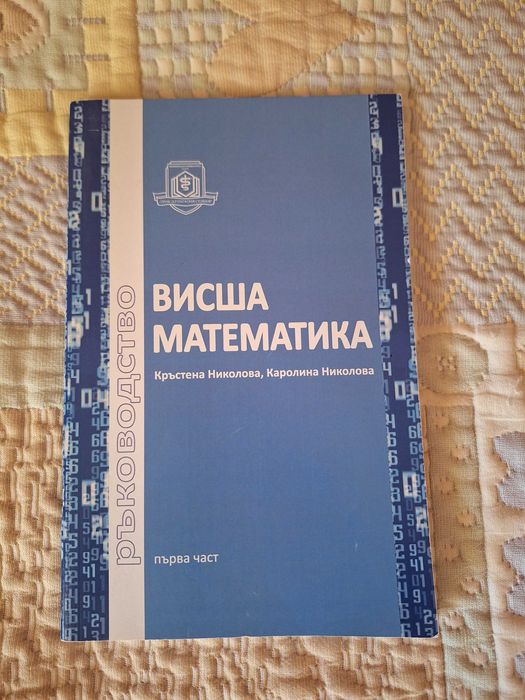 ръководство
ВИСША
МАТЕМАТИКА
Кръстена Николова, Каролина Николова
първа част